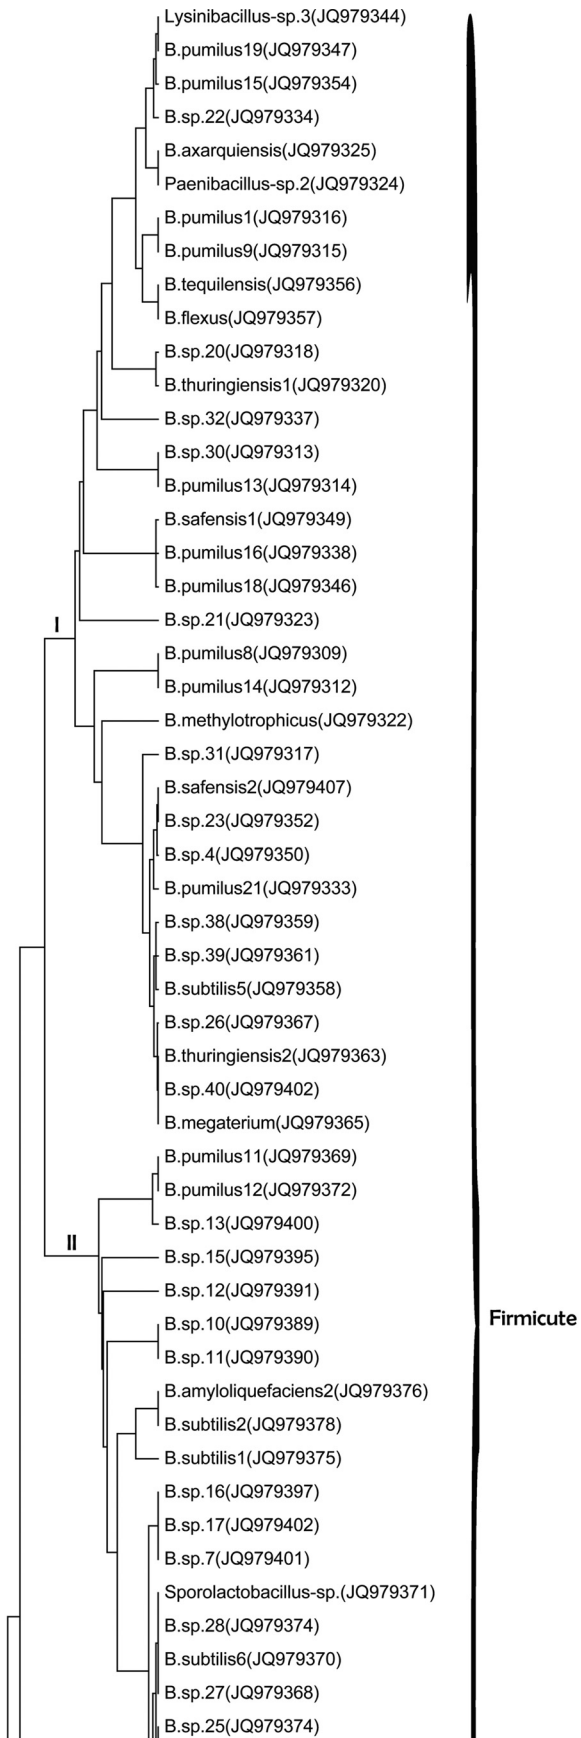 Lysinibacillus-sp.3(JQ979344)
B.pumilus19(JQ979347)
B.pumilus15(JQ979354)
B.sp.22(JQ979334)
B.axarquiensis(JQ979325)
Paenibacillus-sp.2(JQ979324)
B.pumilus1(JQ979316)
B.pumilus9(JQ979315)
B.tequilensis(JQ979356)
B.flexus(JQ979357)
B.sp.20(JQ979318)
B.thuringiensis1(JQ979320)
B.sp.32(JQ979337)
B.sp.30(JQ979313)
B.pumilus13(JQ979314)
B.safensis1(JQ979349)
B.pumilus16(JQ979338)
B.pumilus18(JQ979346)
B.sp.21(JQ979323)
I
B.pumilus8(JQ979309)
B.pumilus14(JQ979312)
B.methylotrophicus(JQ979322)
B.sp.31(JQ979317)
B.safensis2(JQ979407)
B.sp.23(JQ979352)
B.sp.4(JQ979350)
B.pumilus21(JQ979333)
B.sp.38(JQ979359)
B.sp.39(JQ979361)
B.subtilis5(JQ979358)
B.sp.26(JQ979367)
B.thuringiensis2(JQ979363)
B.sp.40(JQ979402)
B.megaterium(JQ979365)
B.pumilus11(JQ979369)
B.pumilus12(JQ979372)
B.sp.13(JQ979400)
II
B.sp.15(JQ979395)
B.sp.12(JQ979391)
Firmicute
B.sp.10(JQ979389)
B.sp.11(JQ979390)
B.amyloliquefaciens2(JQ979376)
B.subtilis2(JQ979378)
B.subtilis1(JQ979375)
B.sp.16(JQ979397)
B.sp.17(JQ979402)
B.sp.7(JQ979401)
Sporolactobacillus-sp.(JQ979371)
B.sp.28(JQ979374)
B.subtilis6(JQ979370)
B.sp.27(JQ979368)
B.sp.25(JQ979374)